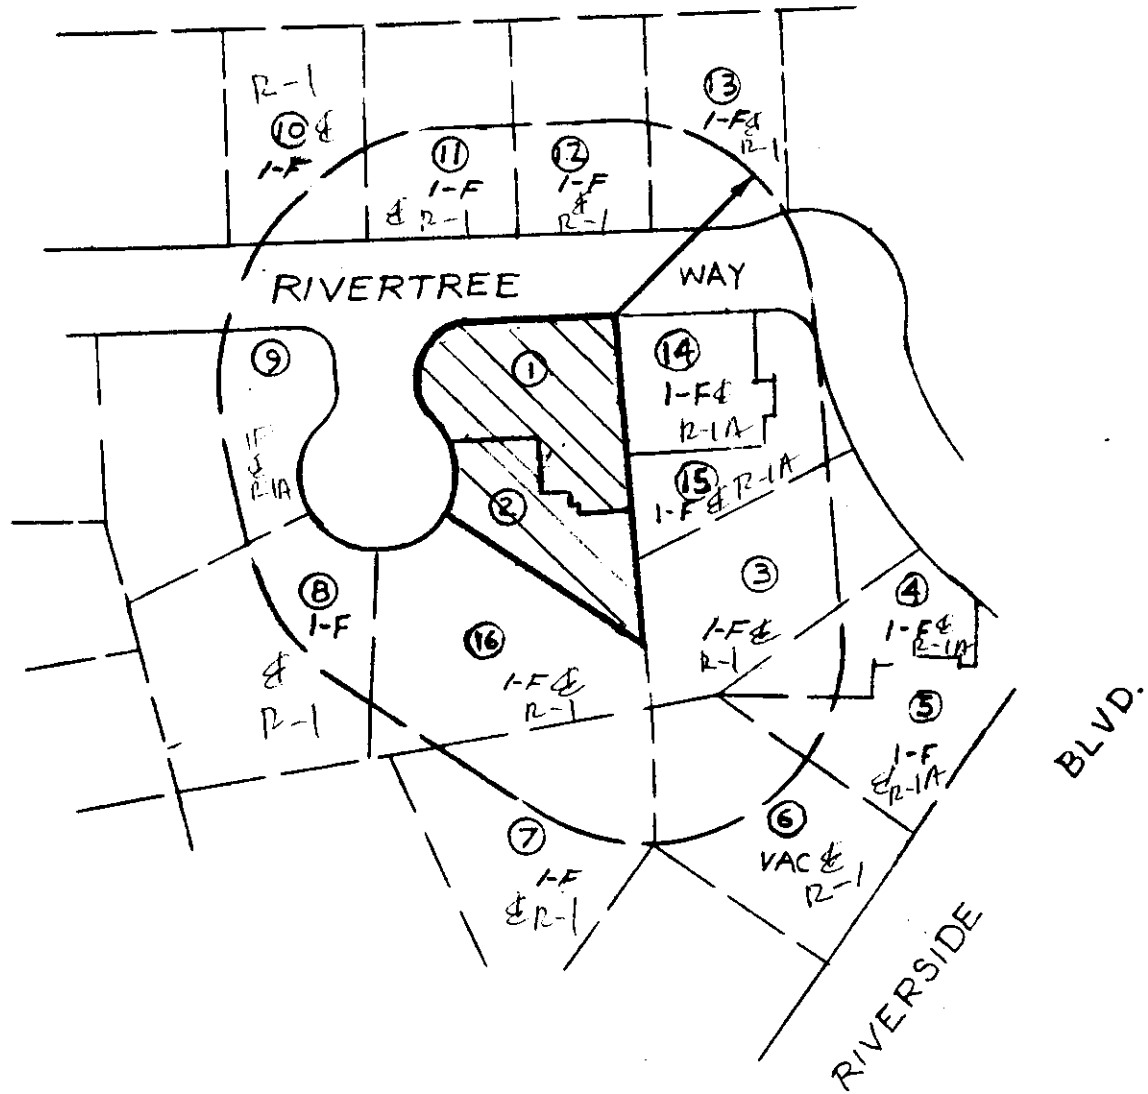 R-1
⑩ &
1-F
⑪
1-F
& R-1
⑫
1-F
&
R-1
⑬
1-F &
R-1
RIVERTREE WAY
⑨
1F
&
R-1A
①
②
⑭
1-F &
R-1A
⑮
1-F & R-1A
③
1-F &
R-1
④
1-F &
R-1A
⑤
1-F
& R-1A
⑧
1-F
&
R-1
⑯
1-F &
R-1
⑦
1-F
& R-1
⑥
VAC &
R-1
RIVERSIDE BLVD.